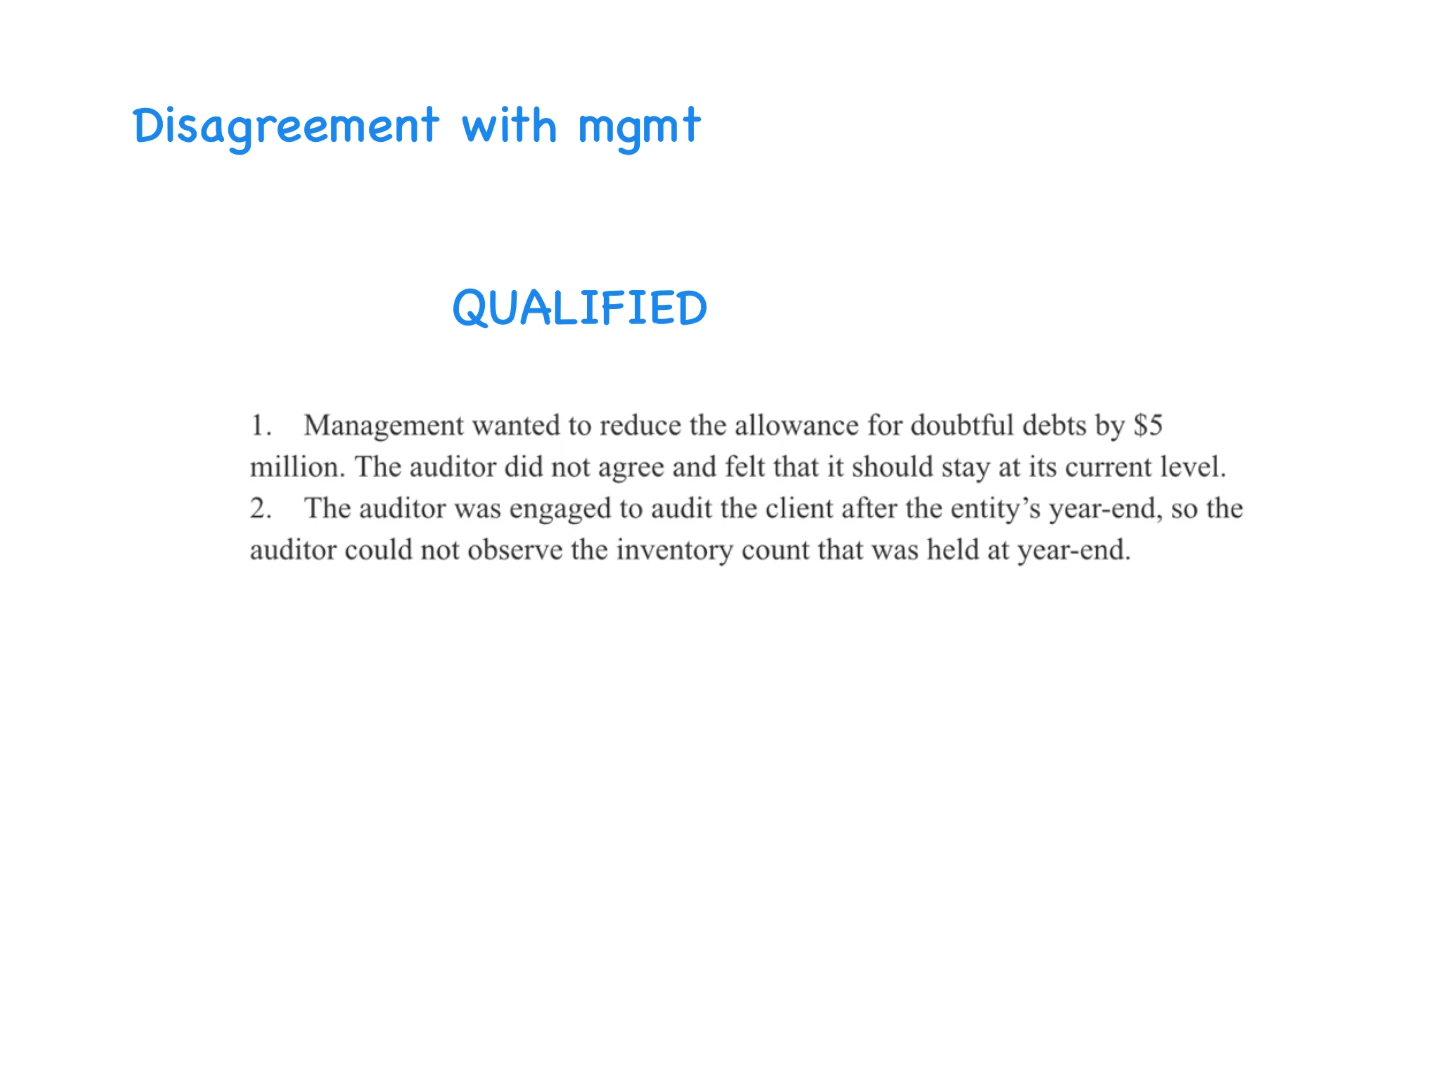 Disagreement with mgmt
QUALIFIED
1. Management wanted to reduce the allowance for doubtful debts by $5
million. The auditor did not agree and felt that it should stay at its current level.
2. The auditor was engaged to audit the client after the entity’s year-end, so the
auditor could not observe the inventory count that was held at year-end.